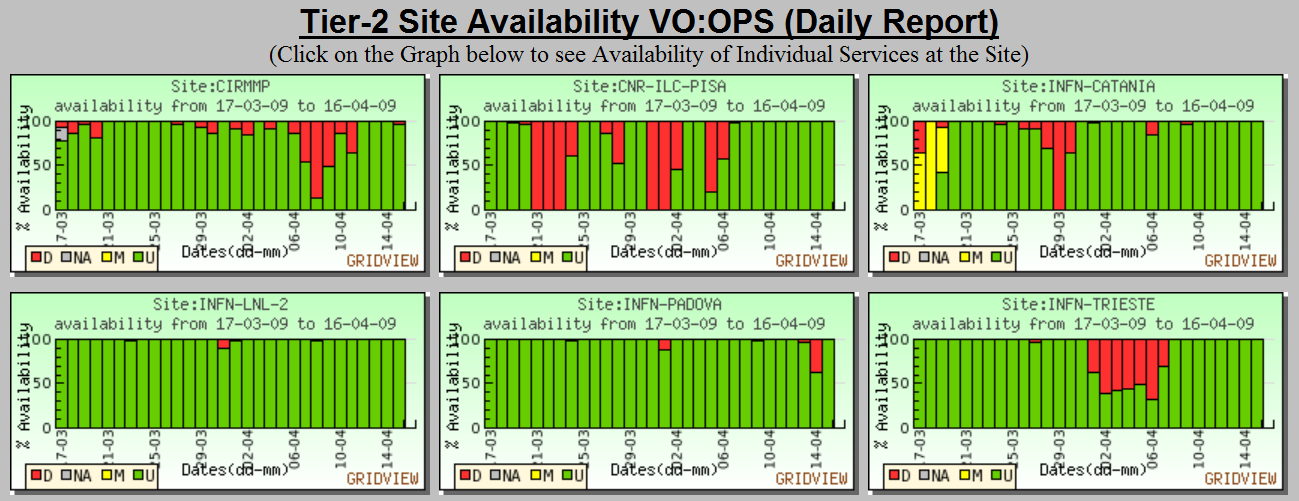 Tier-2 Site Availability VO:OPS (Daily Report)
(Click on the Graph below to see Availability of Individual Services at the Site)
Site:CIRMMP
availability from 17-03-09 to 16-04-09
% Availability
100
50
0
7-03
21-03
25-03
29-03
02-04
06-04
10-04
14-04
Dates(dd-mm)
D NA M U
GRIDVIEW
Site:CNR-ILC-PISA
availability from 17-03-09 to 16-04-09
% Availability
100
50
0
7-03
21-03
25-03
29-03
02-04
06-04
10-04
14-04
Dates(dd-mm)
D NA M U
GRIDVIEW
Site:INFN-CATANIA
availability from 17-03-09 to 16-04-09
% Availability
100
50
0
7-03
21-03
25-03
29-03
02-04
06-04
10-04
14-04
Dates(dd-mm)
D NA M U
GRIDVIEW
Site:INFN-LNL-2
availability from 17-03-09 to 16-04-09
% Availability
100
50
0
7-03
21-03
25-03
29-03
02-04
06-04
10-04
14-04
Dates(dd-mm)
D NA M U
GRIDVIEW
Site:INFN-PADOVA
availability from 17-03-09 to 16-04-09
% Availability
100
50
0
7-03
21-03
25-03
29-03
02-04
06-04
10-04
14-04
Dates(dd-mm)
D NA M U
GRIDVIEW
Site:INFN-TRIESTE
availability from 17-03-09 to 16-04-09
% Availability
100
50
0
7-03
21-03
25-03
29-03
02-04
06-04
10-04
14-04
Dates(dd-mm)
D NA M U
GRIDVIEW